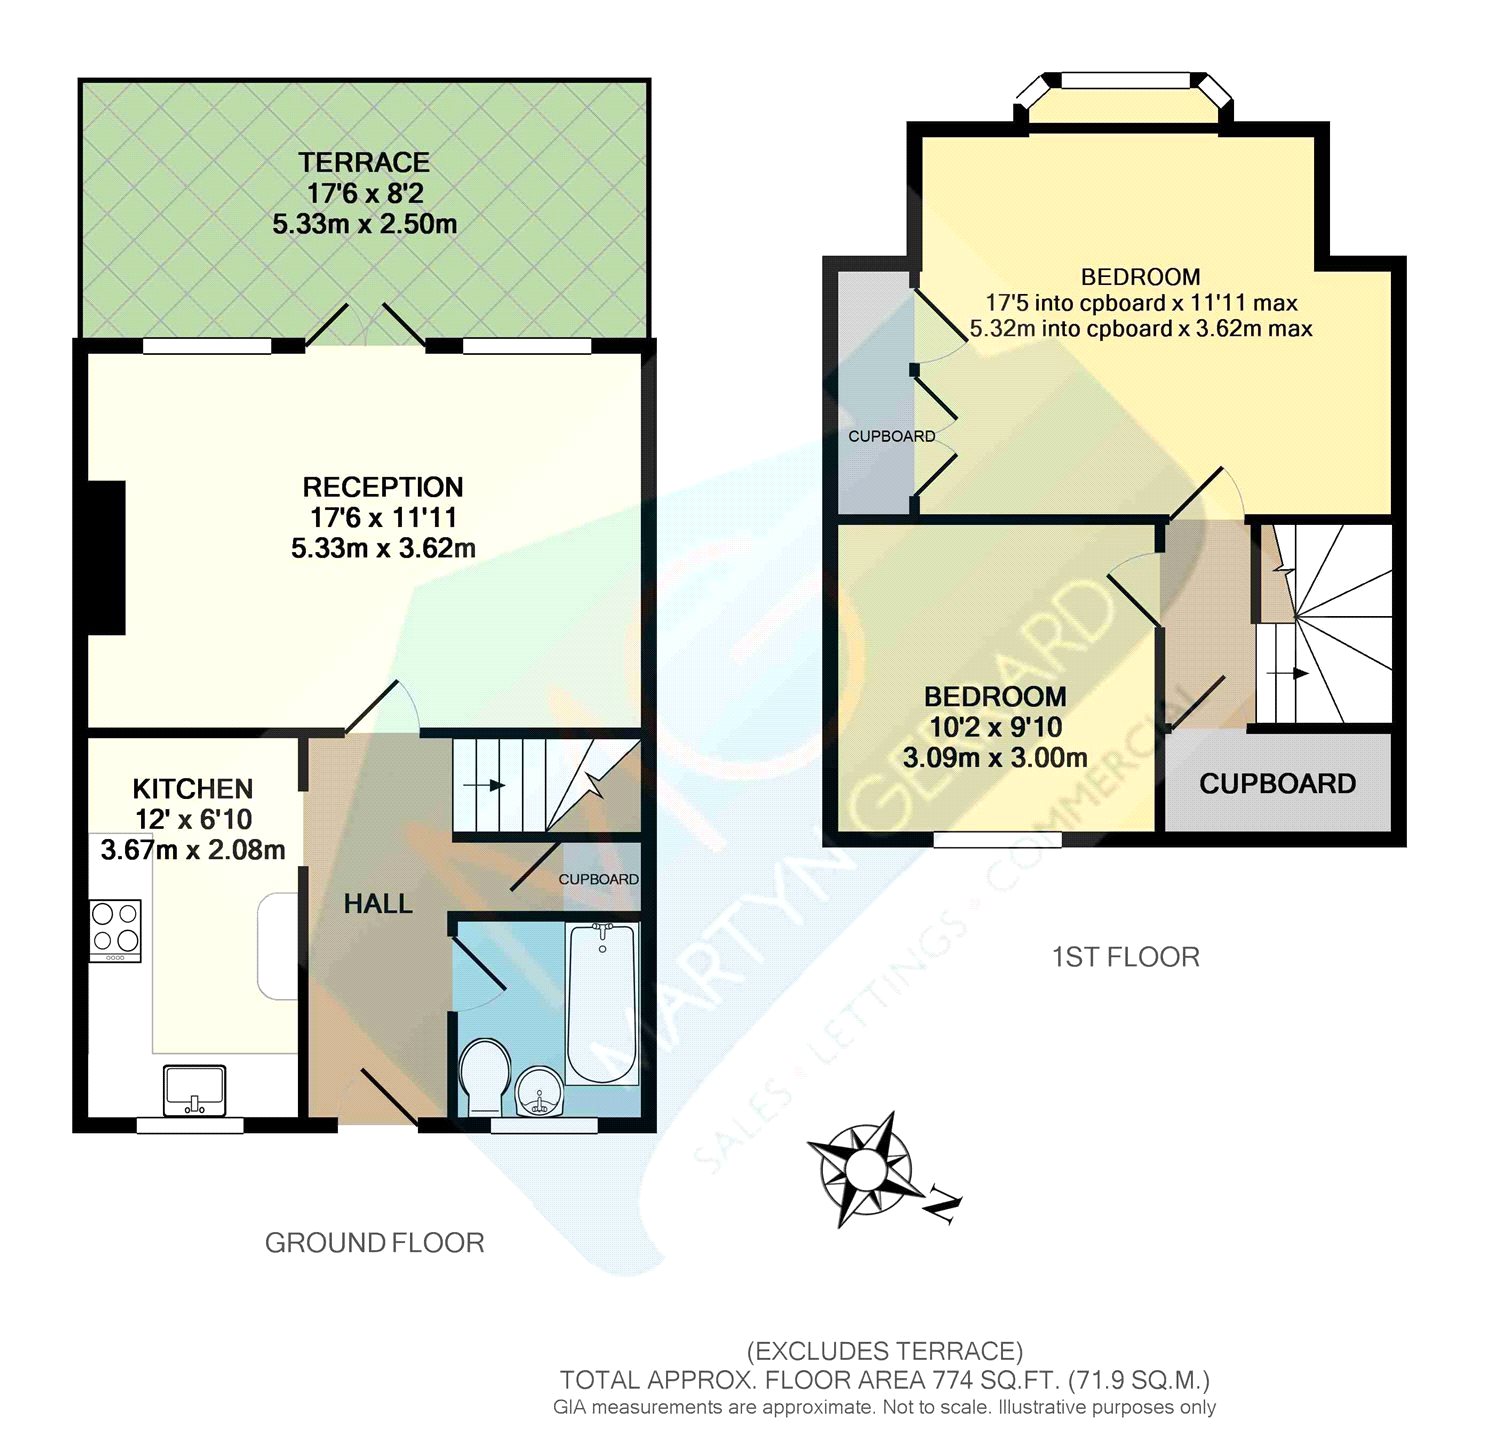 TERRACE
17'6 x 8'2
5.33m x 2.50m
RECEPTION
17'6 x 11'11
5.33m x 3.62m
KITCHEN
12' x 6'10
3.67m x 2.08m
HALL
CUPBOARD
GROUND FLOOR
BEDROOM
17'5 into cpboard x 11'11 max
5.32m into cpboard x 3.62m max
CUPBOARD
BEDROOM
10'2 x 9'10
3.09m x 3.00m
CUPBOARD
1ST FLOOR
MG
MARTYN GERRARD
SALES • LETTINGS • COMMERCIAL
N
(EXCLUDES TERRACE)
TOTAL APPROX. FLOOR AREA 774 SQ.FT. (71.9 SQ.M.)
GIA measurements are approximate. Not to scale. Illustrative purposes only